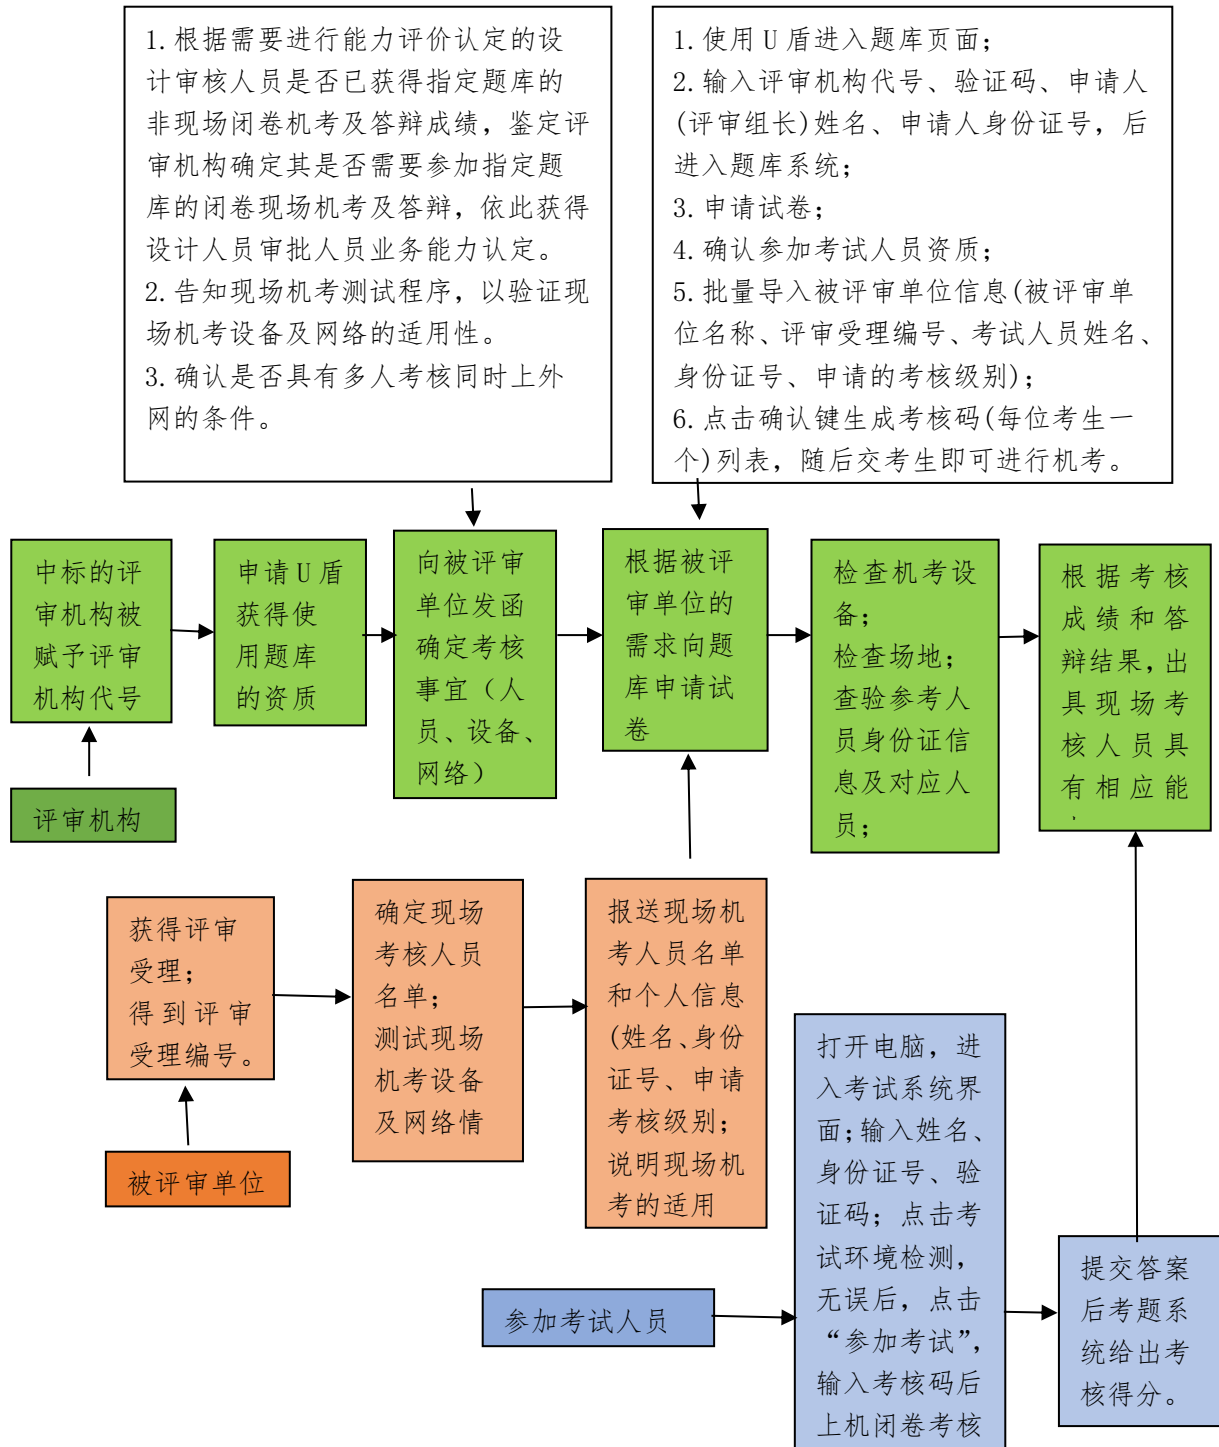 1.根据需要进行能力评价认定的设
计审核人员是否已获得指定题库的
非现场闭卷机考及答辩成绩，鉴定评
审机构确定其是否需要参加指定题
库的闭卷现场机考及答辩，依此获得
设计人员审批人员业务能力认定。
2.告知现场机考测试程序，以验证现
场机考设备及网络的适用性。
3.确认是否具有多人考核同时上外
网的条件。
1.使用U盾进入题库页面；
2.输入评审机构代号、验证码、申请人
(评审组长)姓名、申请人身份证号，后
进入题库系统；
3.申请试卷；
4.确认参加考试人员资质；
5.批量导入被评审单位信息(被评审单
位名称、评审受理编号、考试人员姓名、
身份证号、申请的考核级别)；
6.点击确认键生成考核码(每位考生一
个)列表，随后交考生即可进行机考。
中标的评
审机构被
赋予评审
机构代号
申请U盾
获得使
用题库
的资质
向被评审
单位发函
确定考核
事宜（人
员、设备、
网络）
根据被评
审单位的
需求向题
库申请试
卷
检查机考设
备；
检查场地；
查验参考人
员身份证信
息及对应人
员；
根据考核
成绩和答
辩结果，出
具现场考
核人员具
有相应能
评审机构
获得评审
受理；
得到评审
受理编号。
确定现场
考核人员
名单；
测试现场
机考设备
及网络情
报送现场机
考人员名单
和个人信息
(姓名、身份
证号、申请
考核级别；
说明现场机
考的适用
被评审单位
打开电脑，进
入考试系统界
面；输入姓名、
身份证号、验
证码；点击考
试环境检测，
无误后，点击
“参加考试”，
输入考核码后
上机闭卷考核
参加考试人员
提交答案
后考题系
统给出考
核得分。